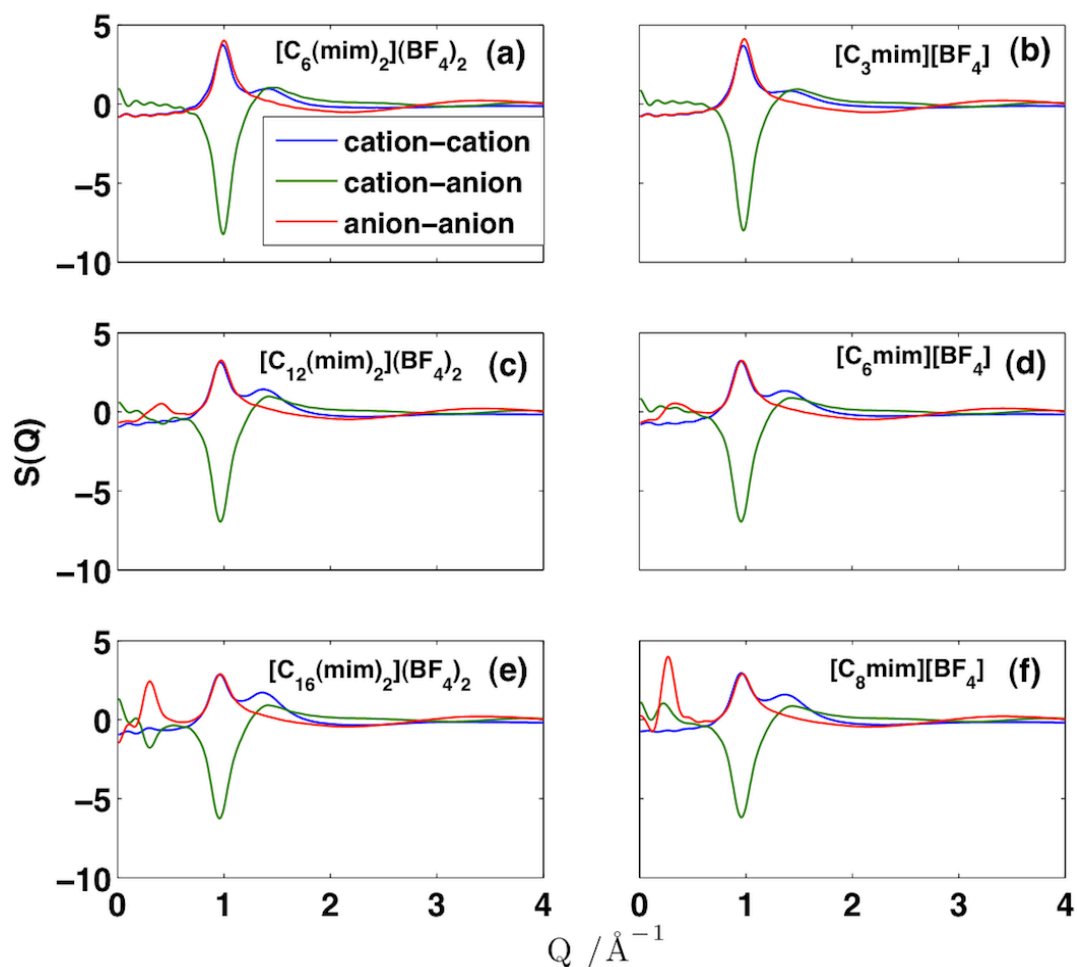 5
0
−5
−10
[C6(mim)2](BF4)2 (a)
cation−cation
cation−anion
anion−anion
[C3mim][BF4] (b)
5
0
−5
−10
[C12(mim)2](BF4)2 (c)
[C6mim][BF4] (d)
S(Q)
5
0
−5
−10
[C16(mim)2](BF4)2 (e)
[C8mim][BF4] (f)
0 1 2 3 4
0 1 2 3 4
Q /Å−1